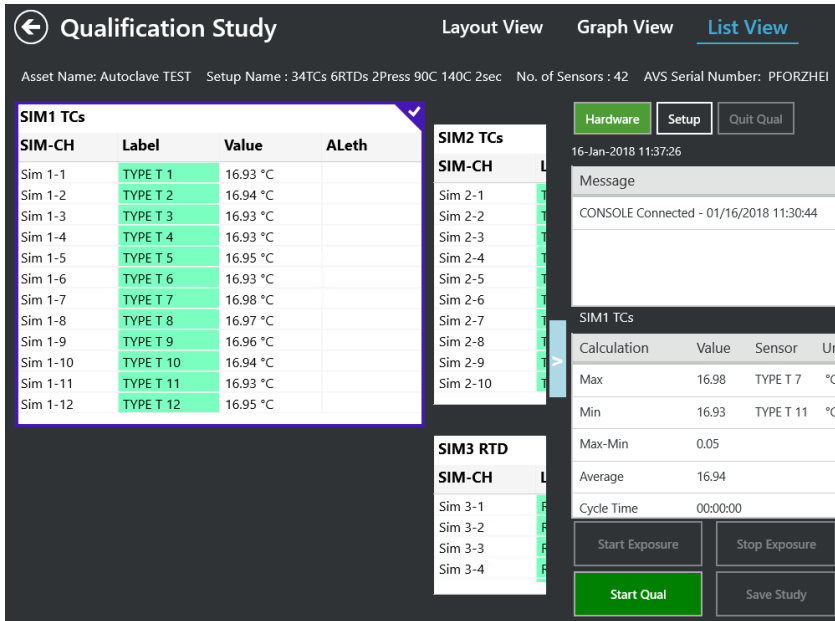 Qualification Study
Layout View Graph View List View
Asset Name: Autoclave TEST Setup Name : 34TCs 6RTDs 2Press 90C 140C 2sec No. of Sensors : 42 AVS Serial Number: PFORZHEI
SIM1 TCs
SIM-CH Label Value ALeth
Sim 1-1 TYPE T 1 16.93 °C
Sim 1-2 TYPE T 2 16.94 °C
Sim 1-3 TYPE T 3 16.93 °C
Sim 1-4 TYPE T 4 16.93 °C
Sim 1-5 TYPE T 5 16.95 °C
Sim 1-6 TYPE T 6 16.93 °C
Sim 1-7 TYPE T 7 16.98 °C
Sim 1-8 TYPE T 8 16.97 °C
Sim 1-9 TYPE T 9 16.96 °C
Sim 1-10 TYPE T 10 16.94 °C
Sim 1-11 TYPE T 11 16.93 °C
Sim 1-12 TYPE T 12 16.95 °C
SIM2 TCs
SIM-CH L
Sim 2-1 T
Sim 2-2 T
Sim 2-3 T
Sim 2-4 T
Sim 2-5 T
Sim 2-6 T
Sim 2-7 T
Sim 2-8 T
Sim 2-9 T
Sim 2-10 T
SIM3 RTD
SIM-CH L
Sim 3-1
Sim 3-2
Sim 3-3
Sim 3-4
>
Hardware Setup Quit Qual
16-Jan-2018 11:37:26
Message
CONSOLE Connected - 01/16/2018 11:30:44
SIM1 TCs
Calculation Value Sensor Un
Max 16.98 TYPE T 7 °C
Min 16.93 TYPE T 11 °C
Max-Min 0.05
Average 16.94
Cycle Time 00:00:00
Start Exposure Stop Exposure
Start Qual Save Study